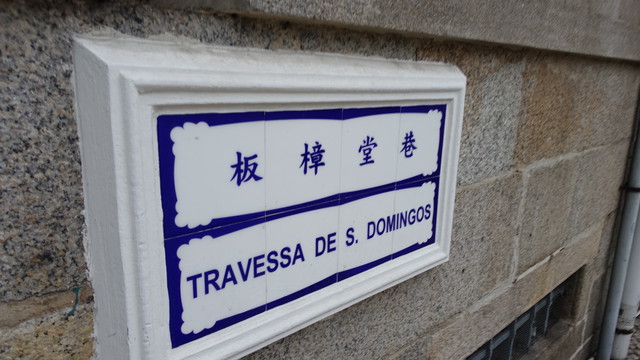 板樟堂巷
TRAVESSA DE S. DOMINGOS